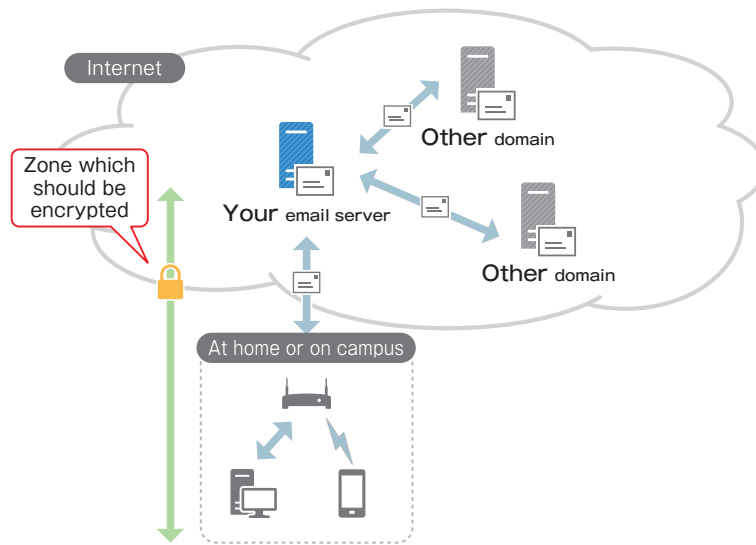 Internet
Other domain
Zone which
should be
encrypted
Your email server
Other domain
At home or on campus